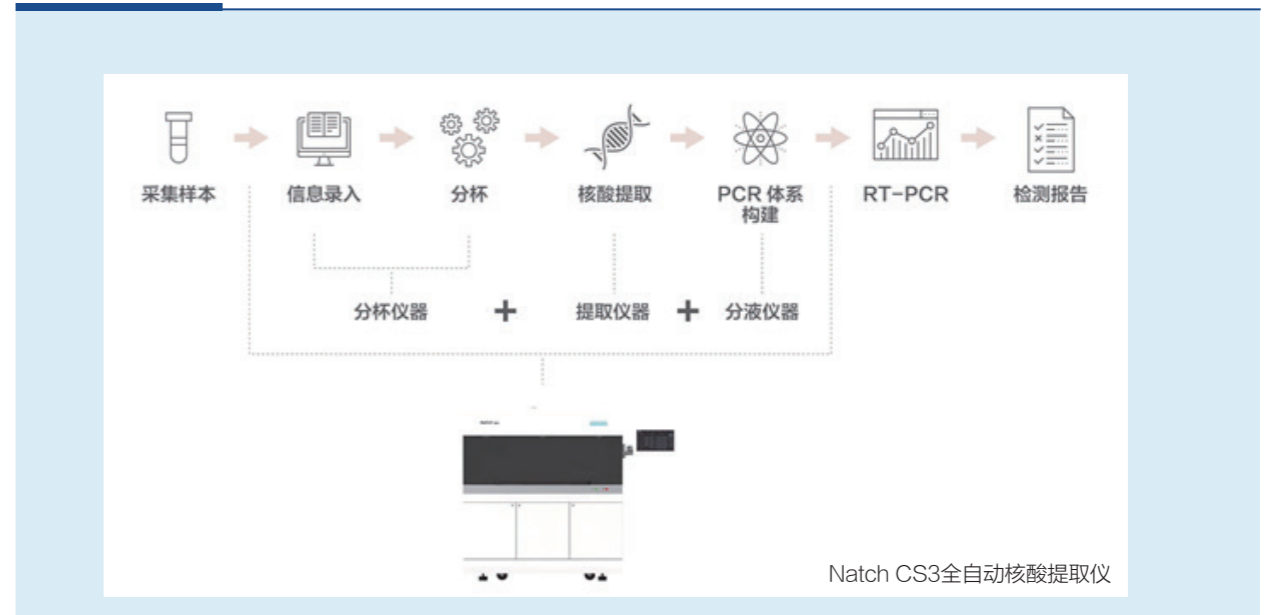 采集样本 信息录入 分杯 核酸提取 PCR 体系 RT-PCR 检测报告
构建
分杯仪器 + 提取仪器 + 分液仪器
Natch CS3全自动核酸提取仪